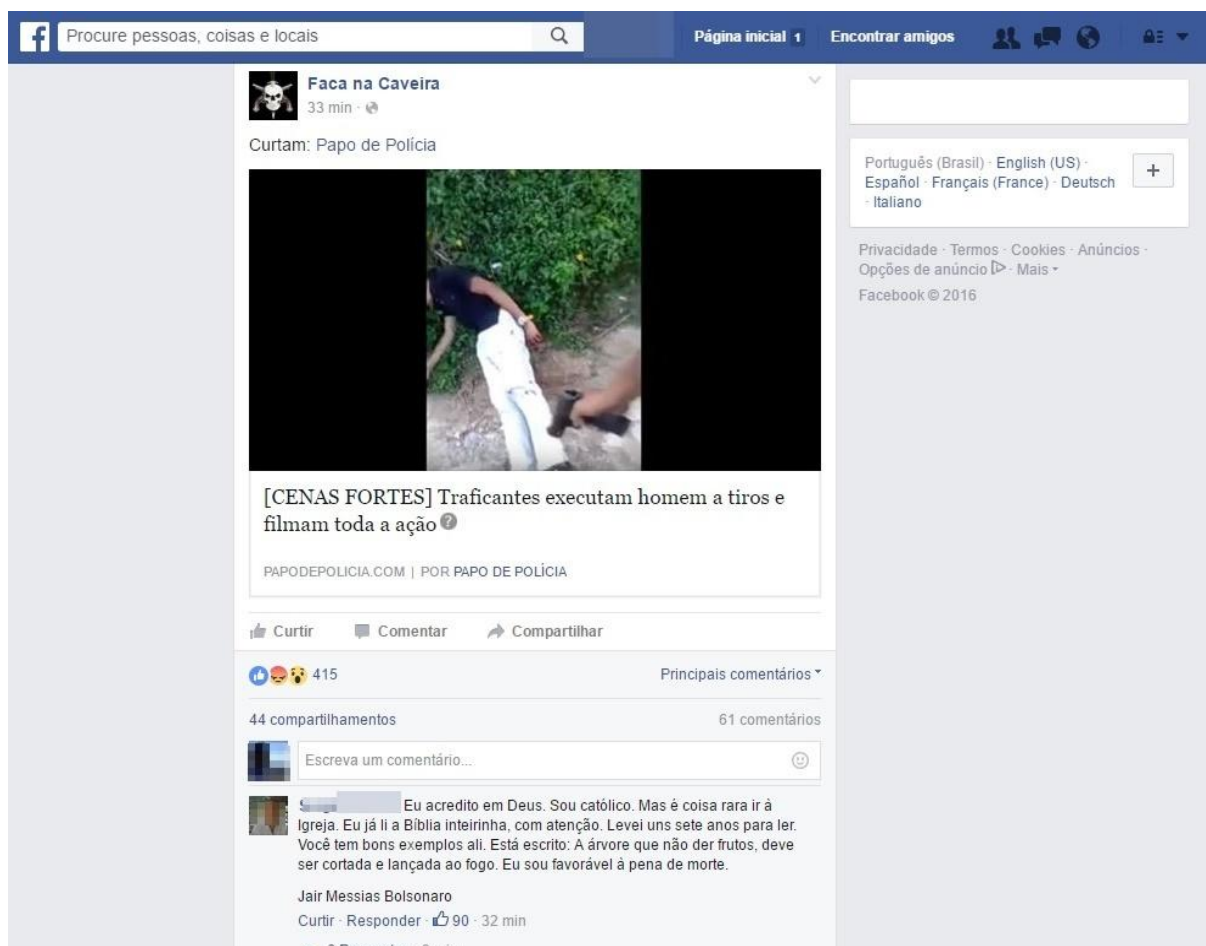 Procure pessoas, coisas e locais
Página inicial 1
Encontrar amigos
Faca na Caveira
33 min ·
Curtam: Papo de Polícia
[CENAS FORTES] Traficantes executam homem a tiros e
filmam toda a ação
PAPODEPOLICIA.COM | POR PAPO DE POLÍCIA
Curtir Comentar Compartilhar
415 Principais comentários
44 compartilhamentos 61 comentários
Escreva um comentário...
Eu acredito em Deus. Sou católico. Mas é coisa rara ir à
Igreja. Eu já li a Bíblia inteirinha, com atenção. Levei uns sete anos para ler.
Você tem bons exemplos ali. Está escrito: A árvore que não der frutos, deve
ser cortada e lançada ao fogo. Eu sou favorável à pena de morte.
Jair Messias Bolsonaro
Curtir · Responder · 90 · 32 min
Português (Brasil) · English (US) ·
Español · Français (France) · Deutsch
· Italiano
Privacidade · Termos · Cookies · Anúncios ·
Opções de anúncio · Mais
Facebook © 2016